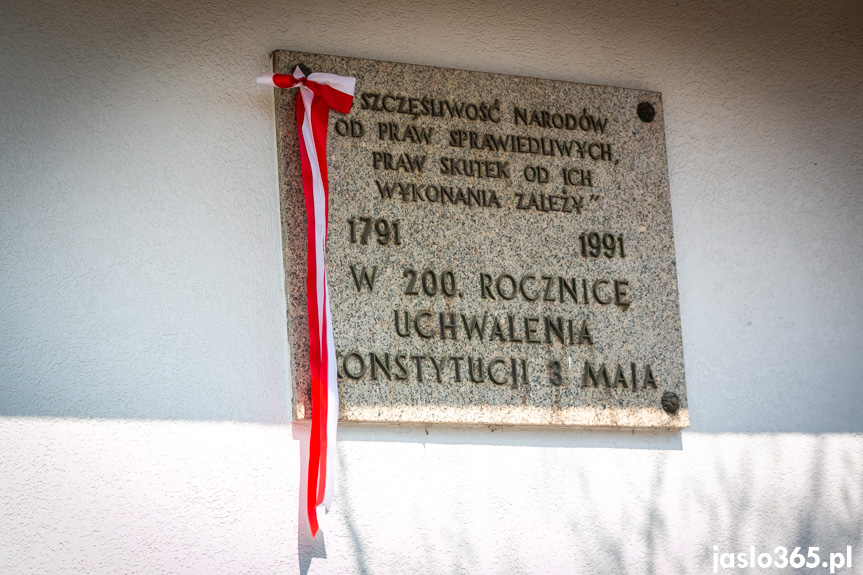 SZCZĘŚLIWOŚĆ NARODÓW
OD PRAW SPRAWIEDLIWYCH,
PRAW SKUTEK OD ICH
WYKONANIA ZALEŻY”
1791 1991
W 200. ROCZNICĘ
UCHWALENIA
KONSTYTUCJI 3 MAJA
jaslo365.pl